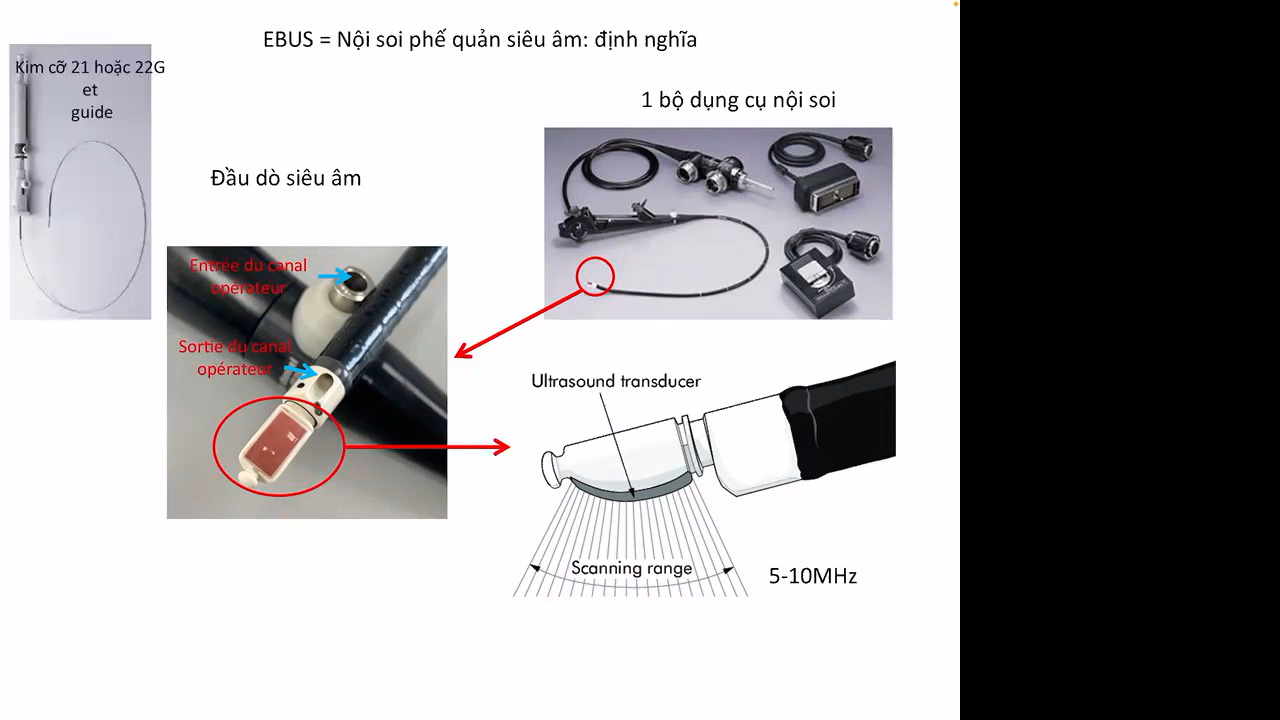 EBUS = Nội soi phế quản siêu âm: định nghĩa
Kim cỡ 21 hoặc 22G
et
guide
1 bộ dụng cụ nội soi
Đầu dò siêu âm
Entrée du canal
opérateur
Sortie du canal
opérateur
Ultrasound transducer
Scanning range
5-10MHz